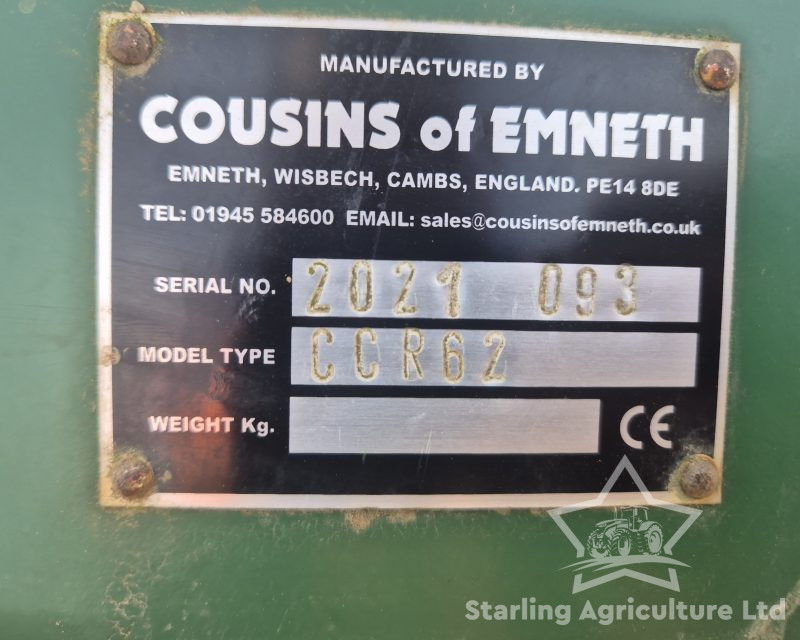 MANUFACTURED BY
COUSINS of EMNETH
EMNETH, WISBECH, CAMBS, ENGLAND. PE14 8DE
TEL: 01945 584600 EMAIL: sales@cousinsofemneth.co.uk
SERIAL NO. 2021 093
MODEL TYPE CCR62
WEIGHT Kg. CE
Starling Agriculture Ltd